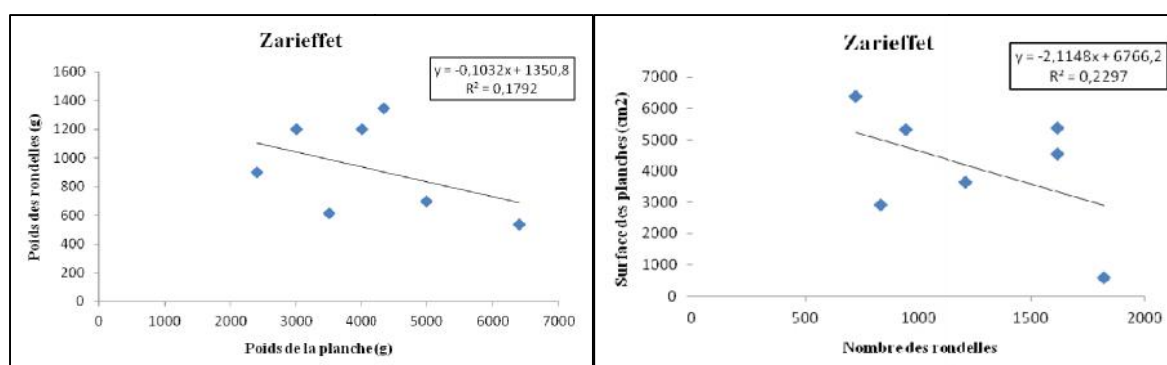 Zarieffet
y = -0,1032x + 1350,8
R² = 0,1792
1600
1400
1200
1000
800
600
400
200
0
Poids des rondelles (g)
0 1000 2000 3000 4000 5000 6000 7000
Poids de la planche (g)
Zarieffet
y = -2,1148x + 6766,2
R² = 0,2297
7000
6000
5000
4000
3000
2000
1000
0
Surface des planches (cm2)
0 500 1000 1500 2000
Nombre des rondelles